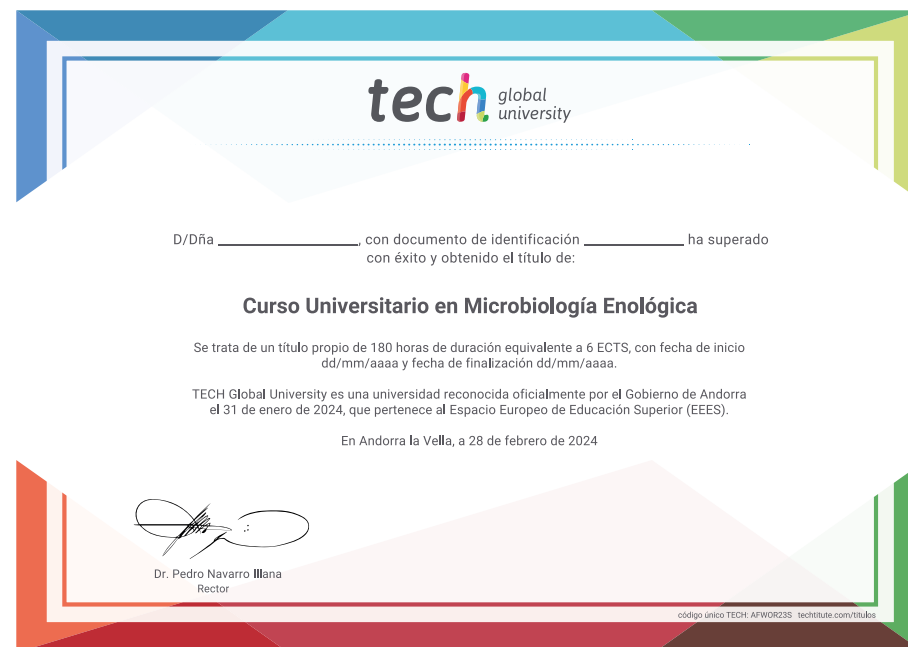 tech global university
D/Dña ____________________, con documento de identificación ______________ ha superado
con éxito y obtenido el título de:
Curso Universitario en Microbiología Enológica
Se trata de un título propio de 180 horas de duración equivalente a 6 ECTS, con fecha de inicio
dd/mm/aaaa y fecha de finalización dd/mm/aaaa.
TECH Global University es una universidad reconocida oficialmente por el Gobierno de Andorra
el 31 de enero de 2024, que pertenece al Espacio Europeo de Educación Superior (EEES).
En Andorra la Vella, a 28 de febrero de 2024
Dr. Pedro Navarro Illana
Rector
código único TECH: AFWOR23S techtitute.com/titulos